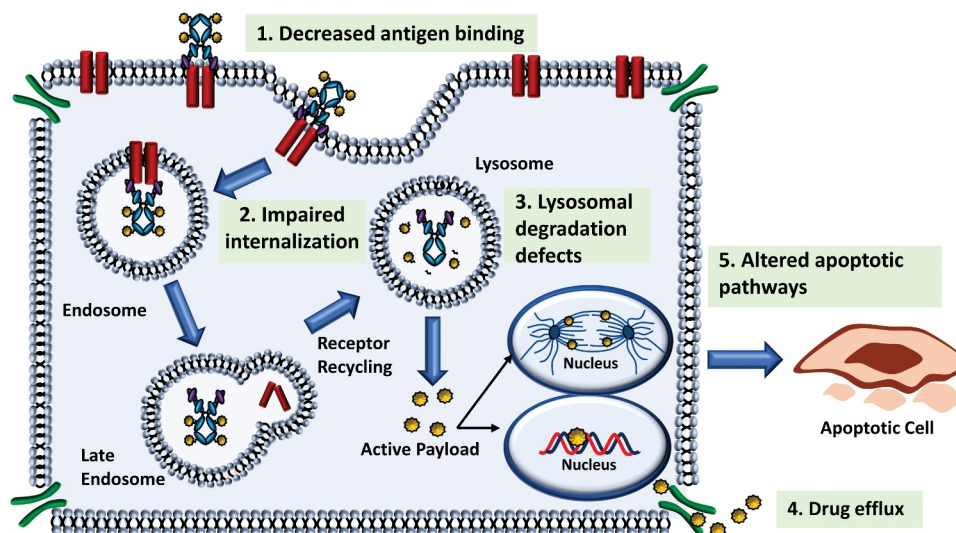 1. Decreased antigen binding
Lysosome
2. Impaired
internalization
3. Lysosomal
degradation
defects
5. Altered apoptotic
pathways
Endosome
Receptor
Recycling
Nucleus
Active Payload
Nucleus
Apoptotic Cell
Late
Endosome
4. Drug efflux